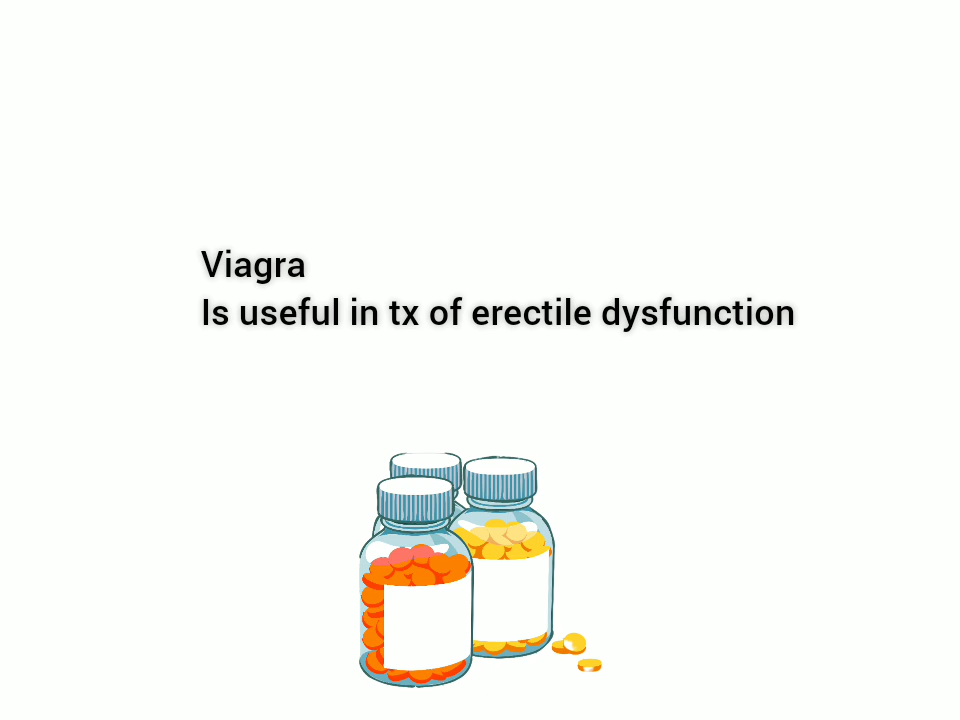 Viagra
Is useful in tx of erectile dysfunction